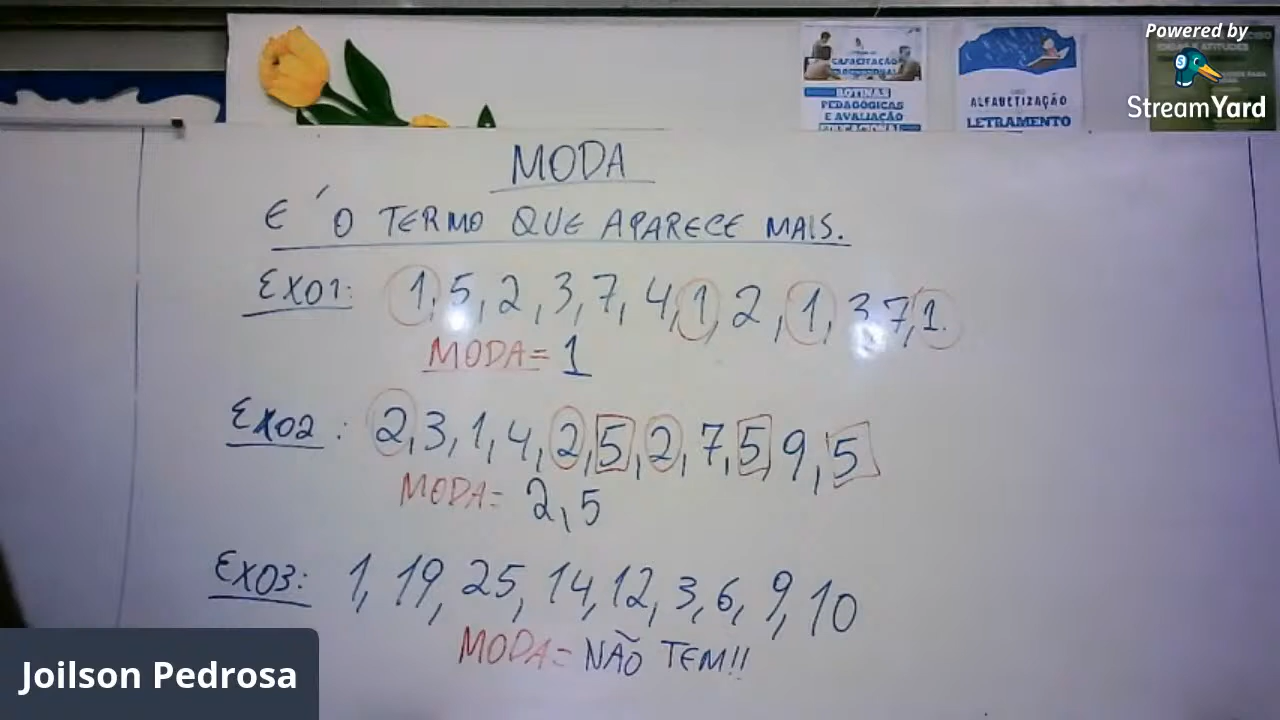 Powered by
StreamYard
CAPACITAÇÃO
ROTINAS
PEDAGÓGICAS
E AVALIAÇÃO
ALFABETIZAÇÃO
LETRAMENTO
MODA
E´ O TERMO QUE APARECE MAIS.
EX01: 1, 5, 2, 3, 7, 4, 1, 2, 1, 3 7, 1.
MODA= 1
EX02: 2, 3, 1, 4, 2, 5, 2, 7, 5, 9, 5
MODA= 2, 5
EX03: 1, 19, 25, 14, 12, 3, 6, 9, 10
MODA= NÃO TEM!!
Joilson Pedrosa